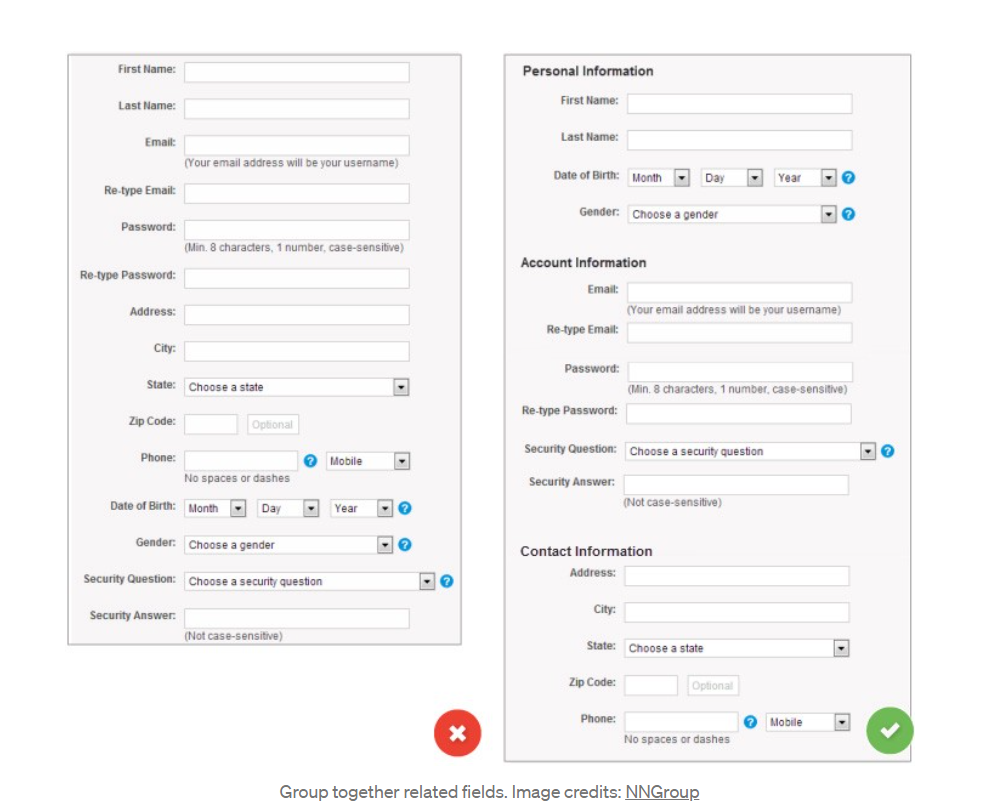 First Name:
Last Name:
Email:
(Your email address will be your username)
Re-type Email:
Password:
(Min. 8 characters, 1 number, case-sensitive)
Re-type Password:
Address:
City:
State: Choose a state
Zip Code: Optional
Phone: ? Mobile
No spaces or dashes
Date of Birth: Month Day Year ?
Gender: Choose a gender ?
Security Question: Choose a security question ?
Security Answer:
(Not case-sensitive)
Personal Information
First Name:
Last Name:
Date of Birth: Month Day Year ?
Gender: Choose a gender ?
Account Information
Email:
(Your email address will be your username)
Re-type Email:
Password:
(Min. 8 characters, 1 number, case-sensitive)
Re-type Password:
Security Question: Choose a security question ?
Security Answer:
(Not case-sensitive)
Contact Information
Address:
City:
State: Choose a state
Zip Code: Optional
Phone: ? Mobile
No spaces or dashes
Group together related fields. Image credits: NNGroup